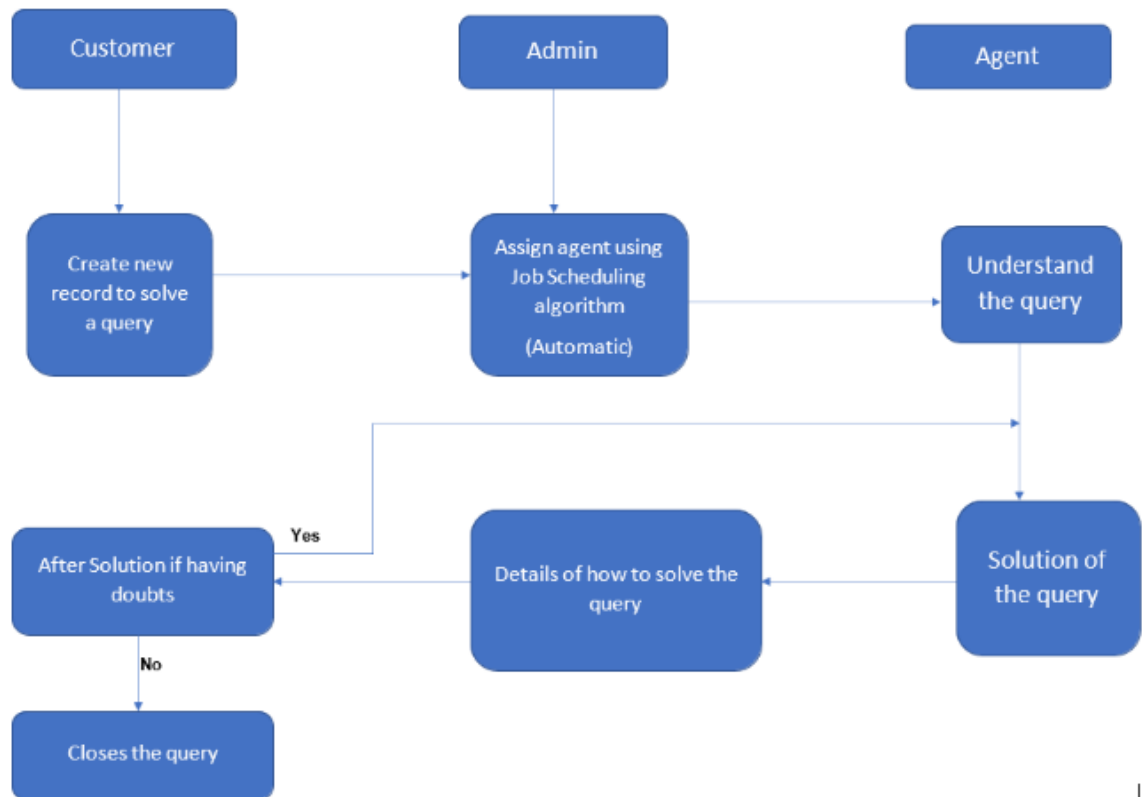 Customer
Admin
Agent
Create new
record to solve
a query
Assign agent using
Job Scheduling
algorithm
(Automatic)
Understand
the query
Yes
After Solution if having
doubts
Details of how to solve the
query
Solution of
the query
No
Closes the query